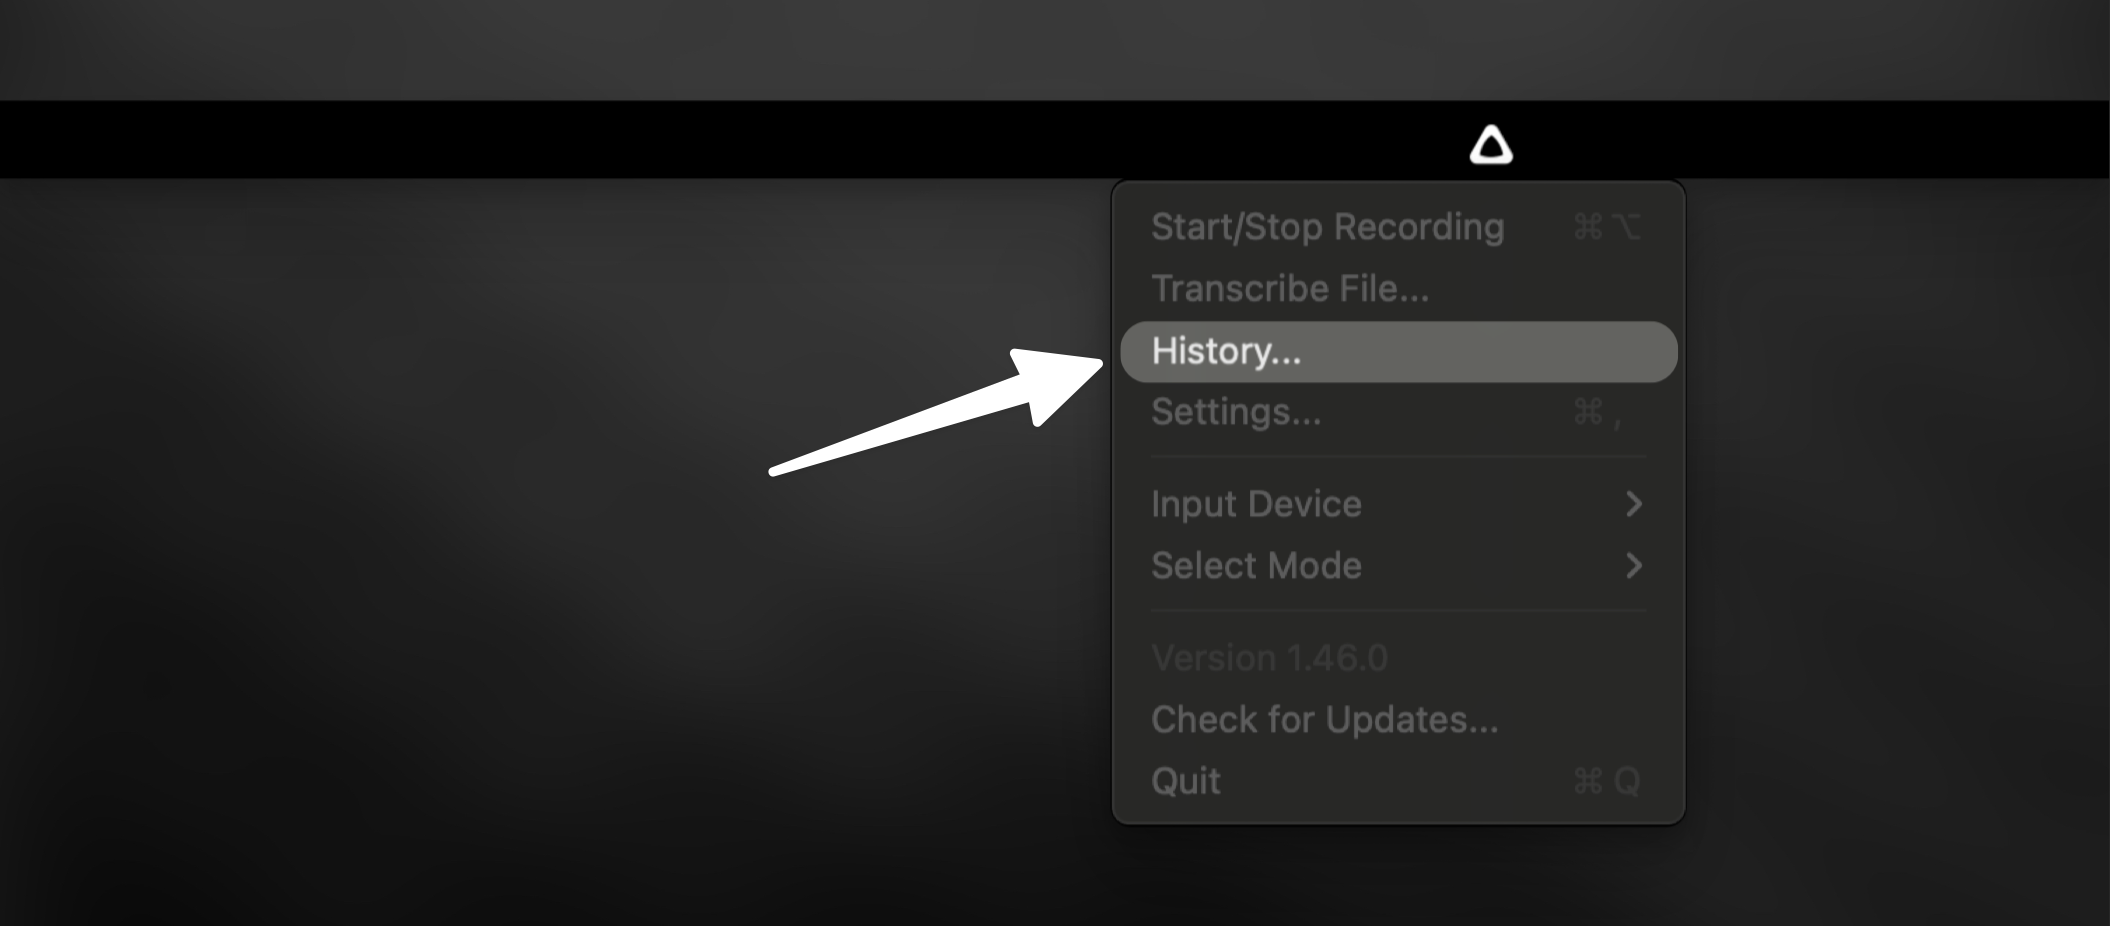 Start/Stop Recording ⌘⌥
Transcribe File...
History...
Settings... ⌘ ,
Input Device
Select Mode
Version 1.46.0
Check for Updates...
Quit ⌘ Q